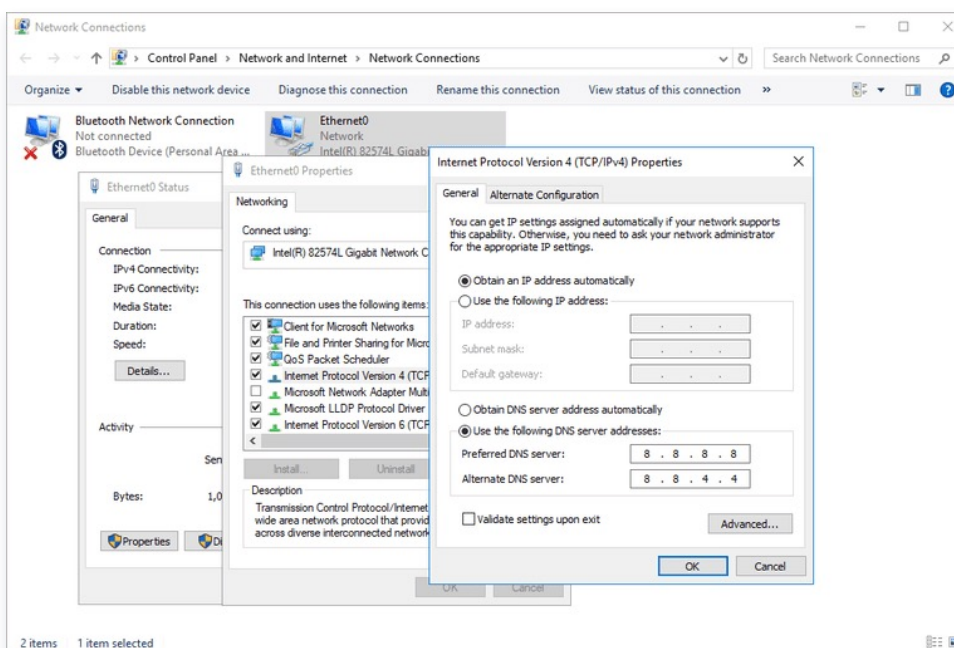 Network Connections
Control Panel > Network and Internet > Network Connections
Search Network Connections
Organize
Disable this network device
Diagnose this connection
Rename this connection
View status of this connection
»
Bluetooth Network Connection
Not connected
Bluetooth Device (Personal Area ...
Ethernet0
Network
Intel(R) 82574L Gigab
Ethernet0 Status
General
Connection
IPv4 Connectivity:
IPv6 Connectivity:
Media State:
Duration:
Speed:
Details...
Activity
Sen
Bytes: 1,0
Properties
Di
Ethernet0 Properties
Networking
Connect using:
Intel(R) 82574L Gigabit Network C
This connection uses the following items:
Client for Microsoft Networks
File and Printer Sharing for Micro
QoS Packet Scheduler
Internet Protocol Version 4 (TCP
Microsoft Network Adapter Multi
Microsoft LLDP Protocol Driver
Internet Protocol Version 6 (TCP
Install...
Uninstall
Description
Transmission Control Protocol/Internet
wide area network protocol that provid
across diverse interconnected network
OK
Cancel
Internet Protocol Version 4 (TCP/IPv4) Properties
General
Alternate Configuration
You can get IP settings assigned automatically if your network supports
this capability. Otherwise, you need to ask your network administrator
for the appropriate IP settings.
Obtain an IP address automatically
Use the following IP address:
IP address: . . .
Subnet mask: . . .
Default gateway: . . .
Obtain DNS server address automatically
Use the following DNS server addresses:
Preferred DNS server: 8 . 8 . 8 . 8
Alternate DNS server: 8 . 8 . 4 . 4
Validate settings upon exit
Advanced...
OK
Cancel
2 items
1 item selected